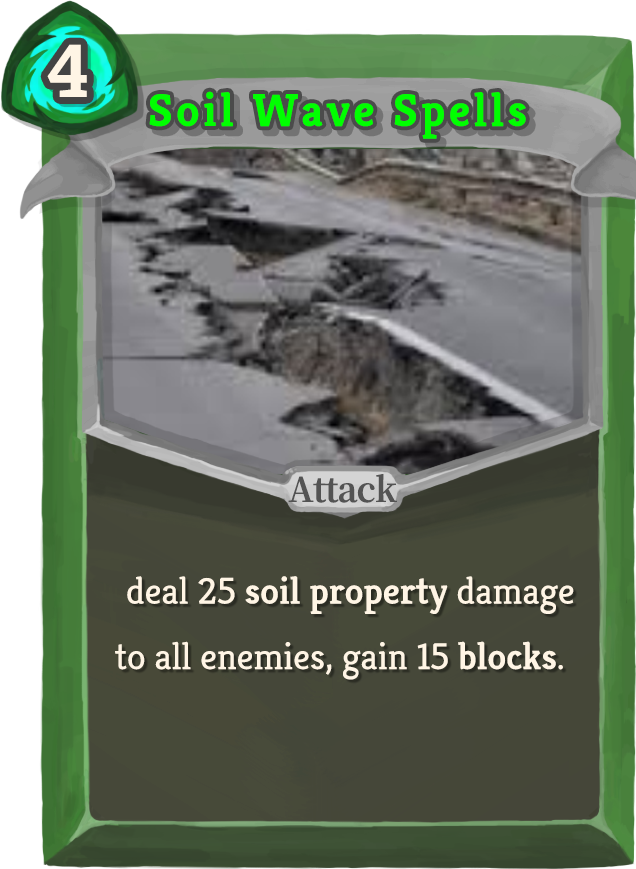 4
Soil Wave Spells
Attack
deal 25 soil property damage
to all enemies, gain 15 blocks.